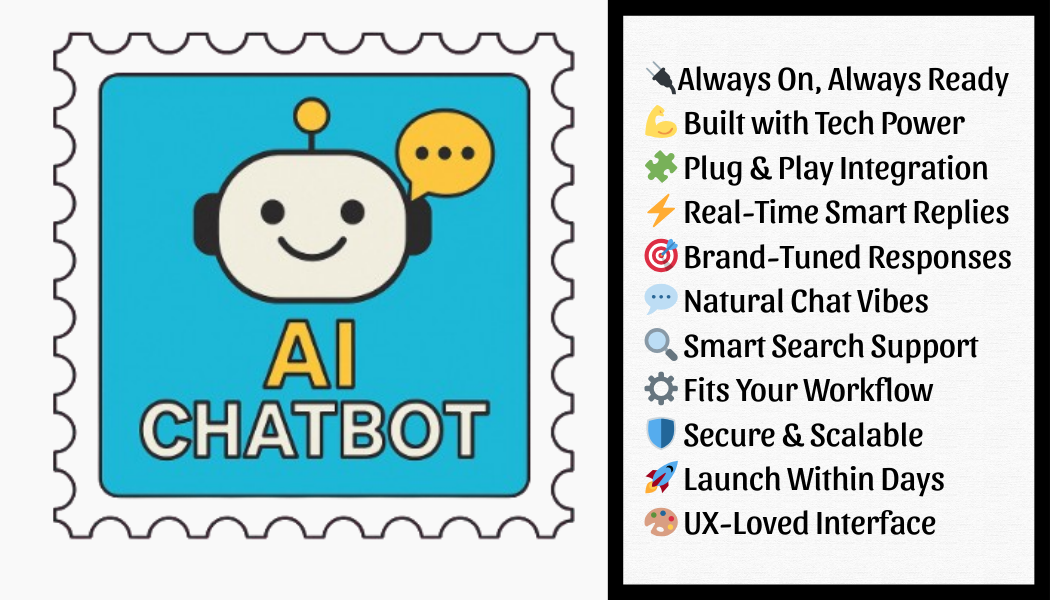 AI
CHATBOT
🔌Always On, Always Ready
💪 Built with Tech Power
🧩 Plug & Play Integration
⚡ Real-Time Smart Replies
🎯 Brand-Tuned Responses
💬 Natural Chat Vibes
🔍 Smart Search Support
⚙️ Fits Your Workflow
🛡️ Secure & Scalable
🚀 Launch Within Days
🎨 UX-Loved Interface